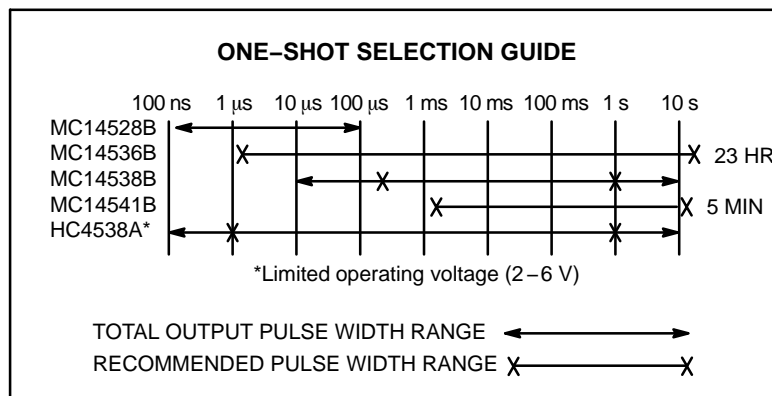 ONE–SHOT SELECTION GUIDE
100 ns 1 μs 10 μs 100 μs 1 ms 10 ms 100 ms 1 s 10 s
MC14528B
MC14536B 23 HR
MC14538B
MC14541B 5 MIN
HC4538A*
*Limited operating voltage (2–6 V)
TOTAL OUTPUT PULSE WIDTH RANGE
RECOMMENDED PULSE WIDTH RANGE